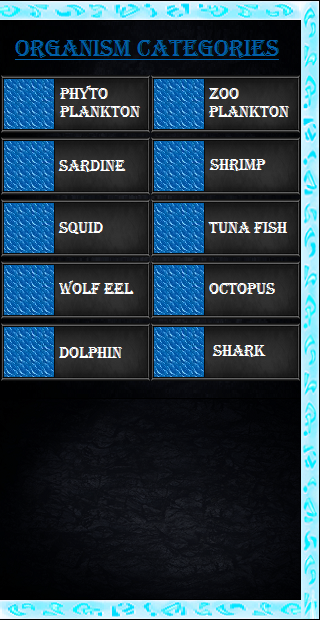 ORGANISM CATEGORIES
PHYTO
PLANKTON
ZOO
PLANKTON
SARDINE
SHRIMP
SQUID
TUNA FISH
WOLF EEL
OCTOPUS
DOLPHIN
SHARK